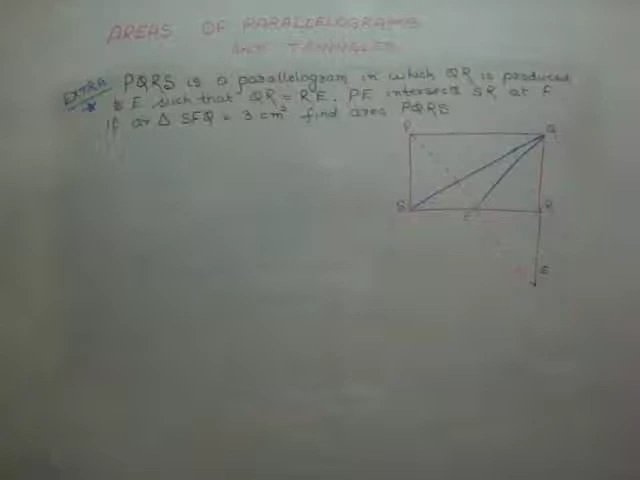 AREAS OF PARALLELOGRAMS
AND TRIANGLES
EXTRA PQRS is a parallelogram in which QR is produced
* to E such that QR = RE. PE intersects SR at F
If ar Δ SFQ = 3 cm² find area PQRS
P Q
S F R
E